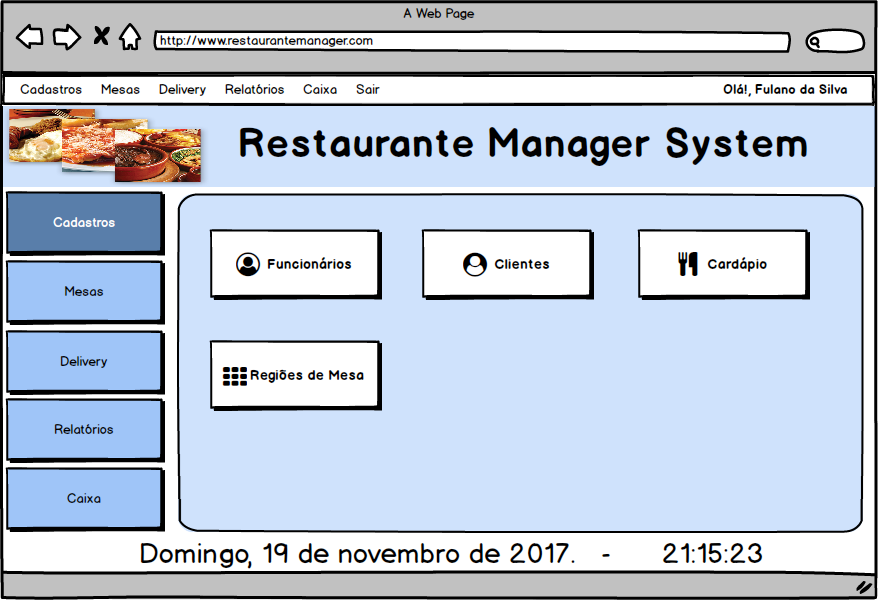 A Web Page
http://www.restaurantemanager.com
Cadastros Mesas Delivery Relatórios Caixa Sair Olá!, Fulano da Silva
Restaurante Manager System
Cadastros
Mesas
Delivery
Relatórios
Caixa
Funcionários Clientes Cardápio
Regiões de Mesa
Domingo, 19 de novembro de 2017. - 21:15:23